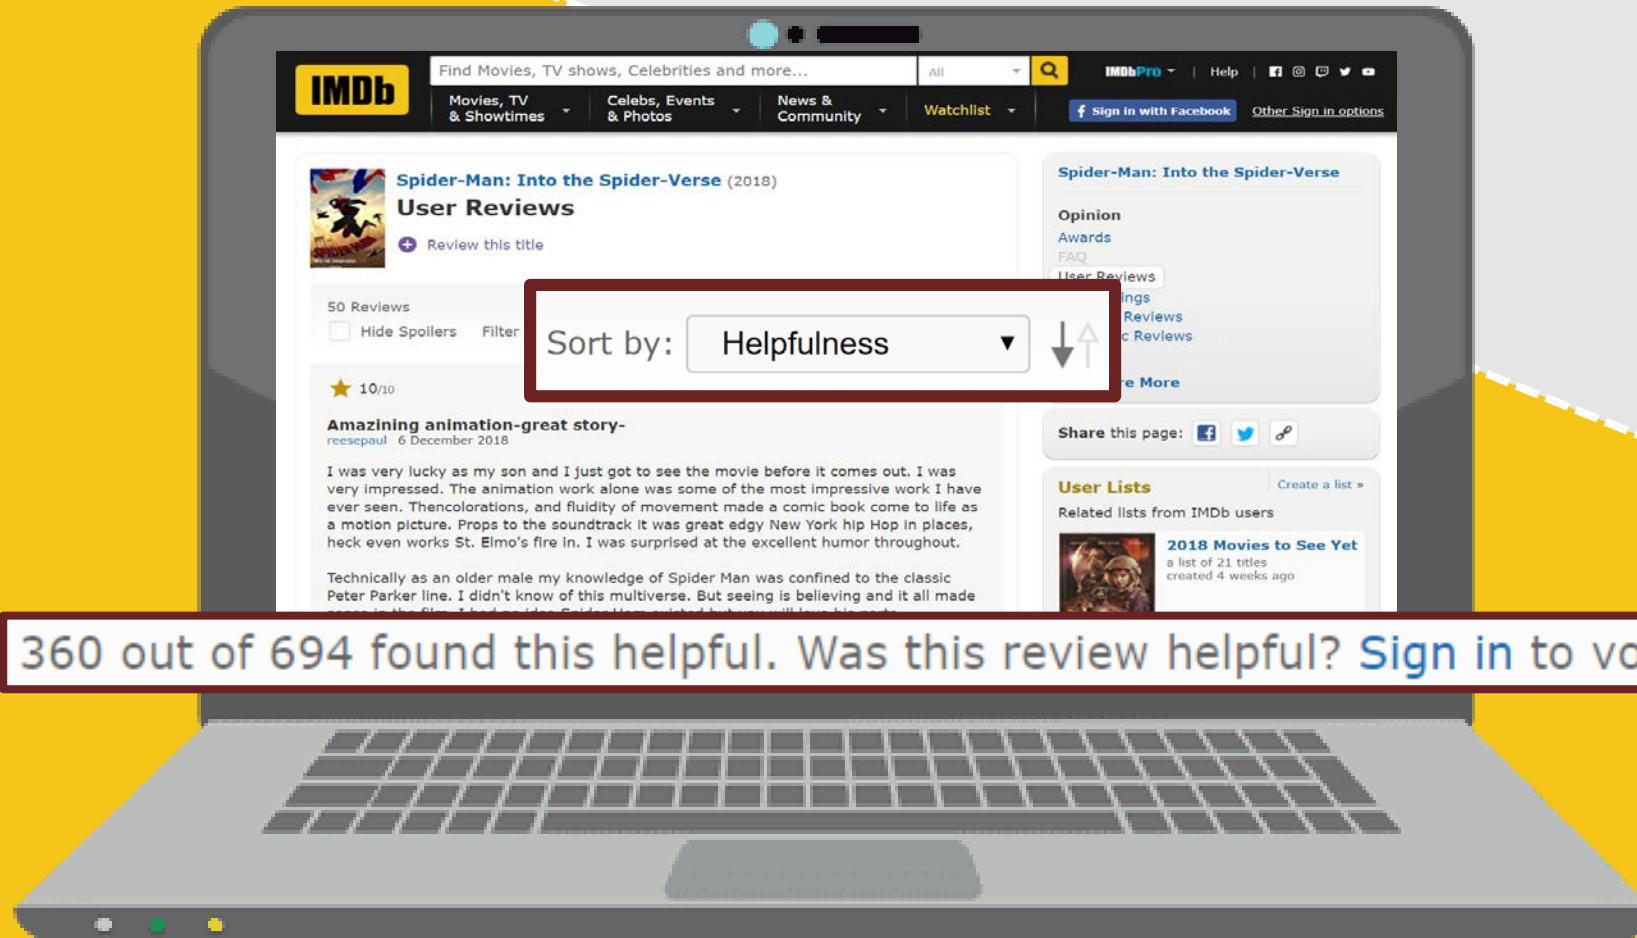 IMDb
Find Movies, TV shows, Celebrities and more...
All
IMDbPro
Help
Movies, TV
& Showtimes
Celebs, Events
& Photos
News &
Community
Watchlist
Sign in with Facebook
Other Sign in options
Spider-Man: Into the Spider-Verse (2018)
User Reviews
Review this title
50 Reviews
Hide Spoilers Filter
Sort by: Helpfulness
10/10
Amazining animation-great story-
reesepaul 6 December 2018
I was very lucky as my son and I just got to see the movie before it comes out. I was
very impressed. The animation work alone was some of the most impressive work I have
ever seen. Thencolorations, and fluidity of movement made a comic book come to life as
a motion picture. Props to the soundtrack it was great edgy New York hip Hop in places,
heck even works St. Elmo's fire in. I was surprised at the excellent humor throughout.
Technically as an older male my knowledge of Spider Man was confined to the classic
Peter Parker line. I didn't know of this multiverse. But seeing is believing and it all made
Spider-Man: Into the Spider-Verse
Opinion
Awards
FAQ
User Reviews
ings
Reviews
c Reviews
re More
Share this page:
User Lists
Create a list »
Related lists from IMDb users
2018 Movies to See Yet
a list of 21 titles
created 4 weeks ago
360 out of 694 found this helpful. Was this review helpful? Sign in to vo